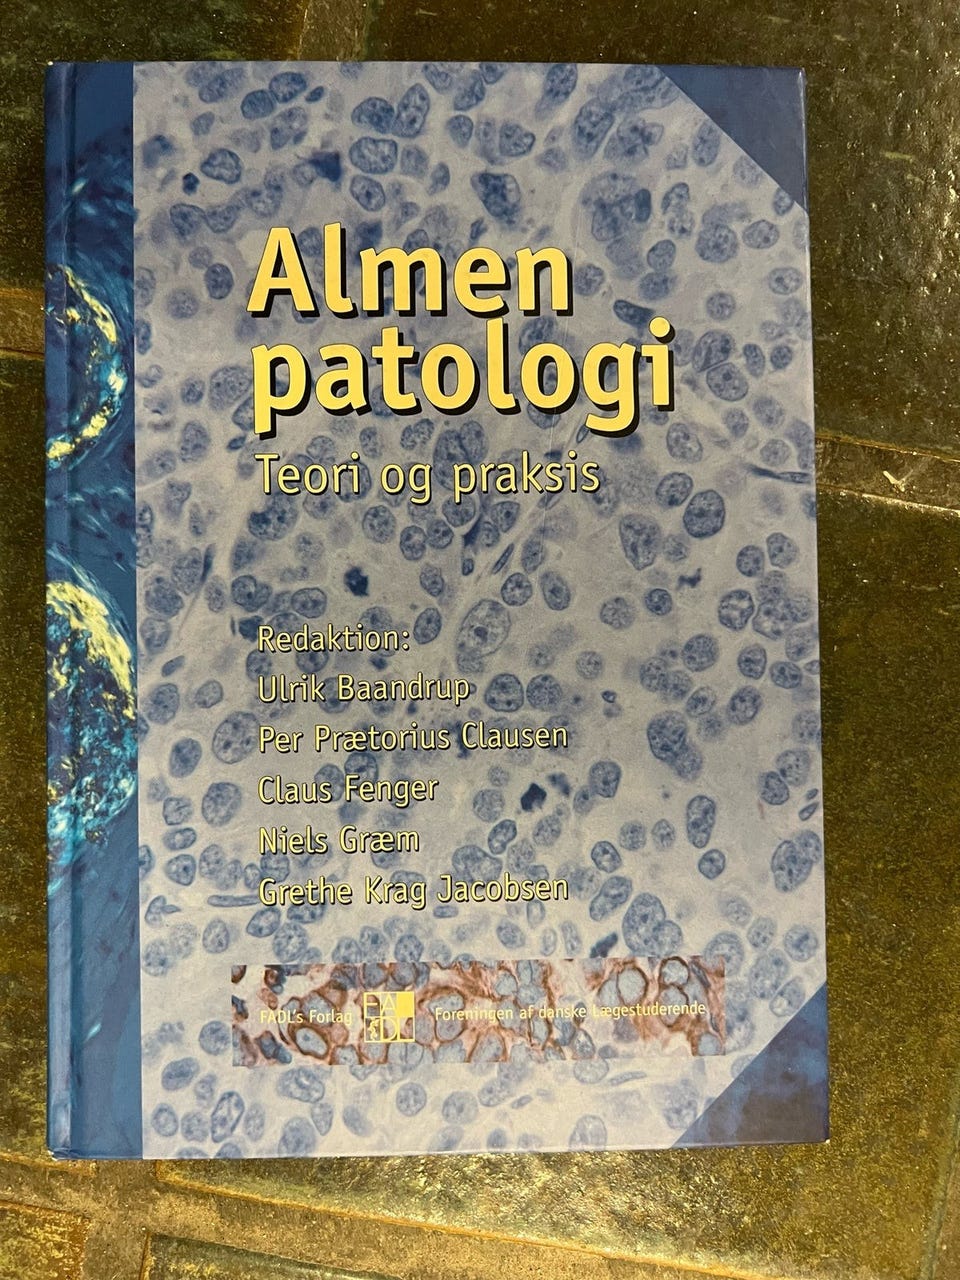 Almen
patologi
Teori og praksis
Redaktion:
Ulrik Baandrup
Per Prætorius Clausen
Claus Fenger
Niels Græm
Grethe Krag Jacobsen
FADL's Forlag FADL Foreningen af danske Lægestuderende